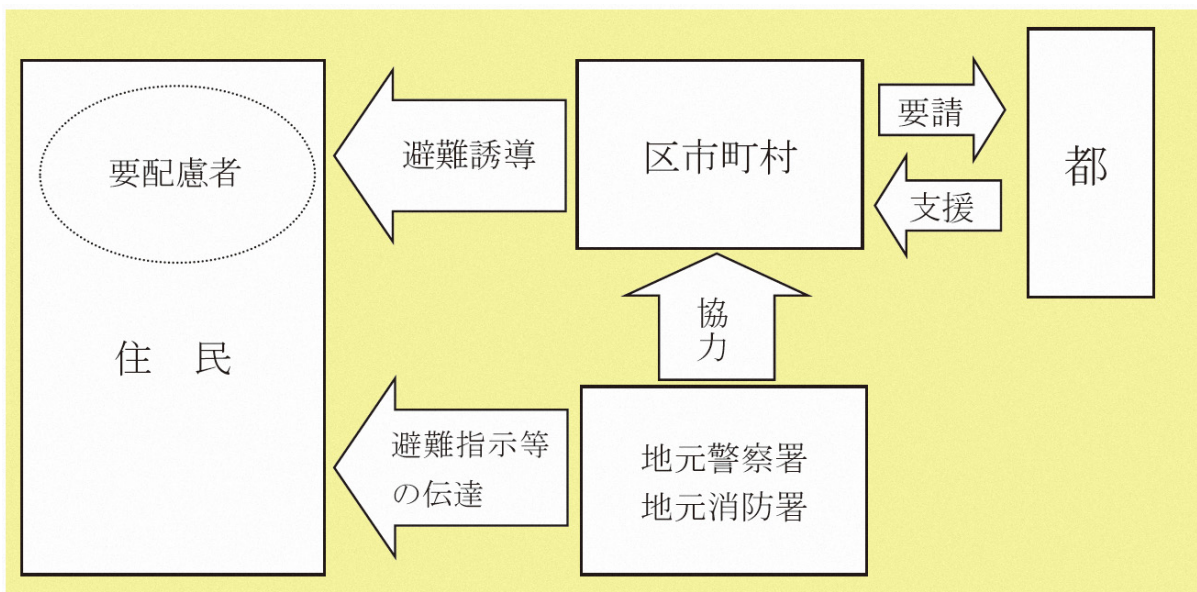 要配慮者
住　民
避難誘導
区市町村
要請
支援
都
協
力
避難指示等
の伝達
地元警察署
地元消防署